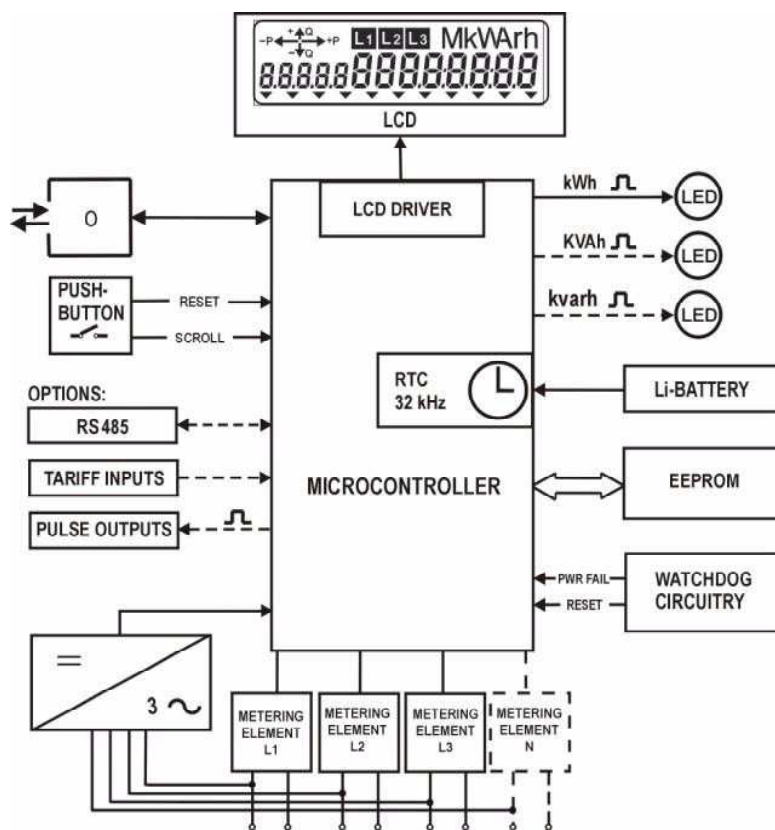 -P +Q +P -Q L1 L2 L3 MkWArh
8.8.8.8.8 88888888
LCD
LCD DRIVER
kWh
LED
O
KVAh
LED
PUSH-
BUTTON
RESET
SCROLL
kvarh
LED
RTC
32 kHz
Li-BATTERY
OPTIONS:
RS485
TARIFF INPUTS
PULSE OUTPUTS
MICROCONTROLLER
EEPROM
PWR FAIL
RESET
WATCHDOG
CIRCUITRY
3
METERING
ELEMENT
L1
METERING
ELEMENT
L2
METERING
ELEMENT
L3
METERING
ELEMENT
N